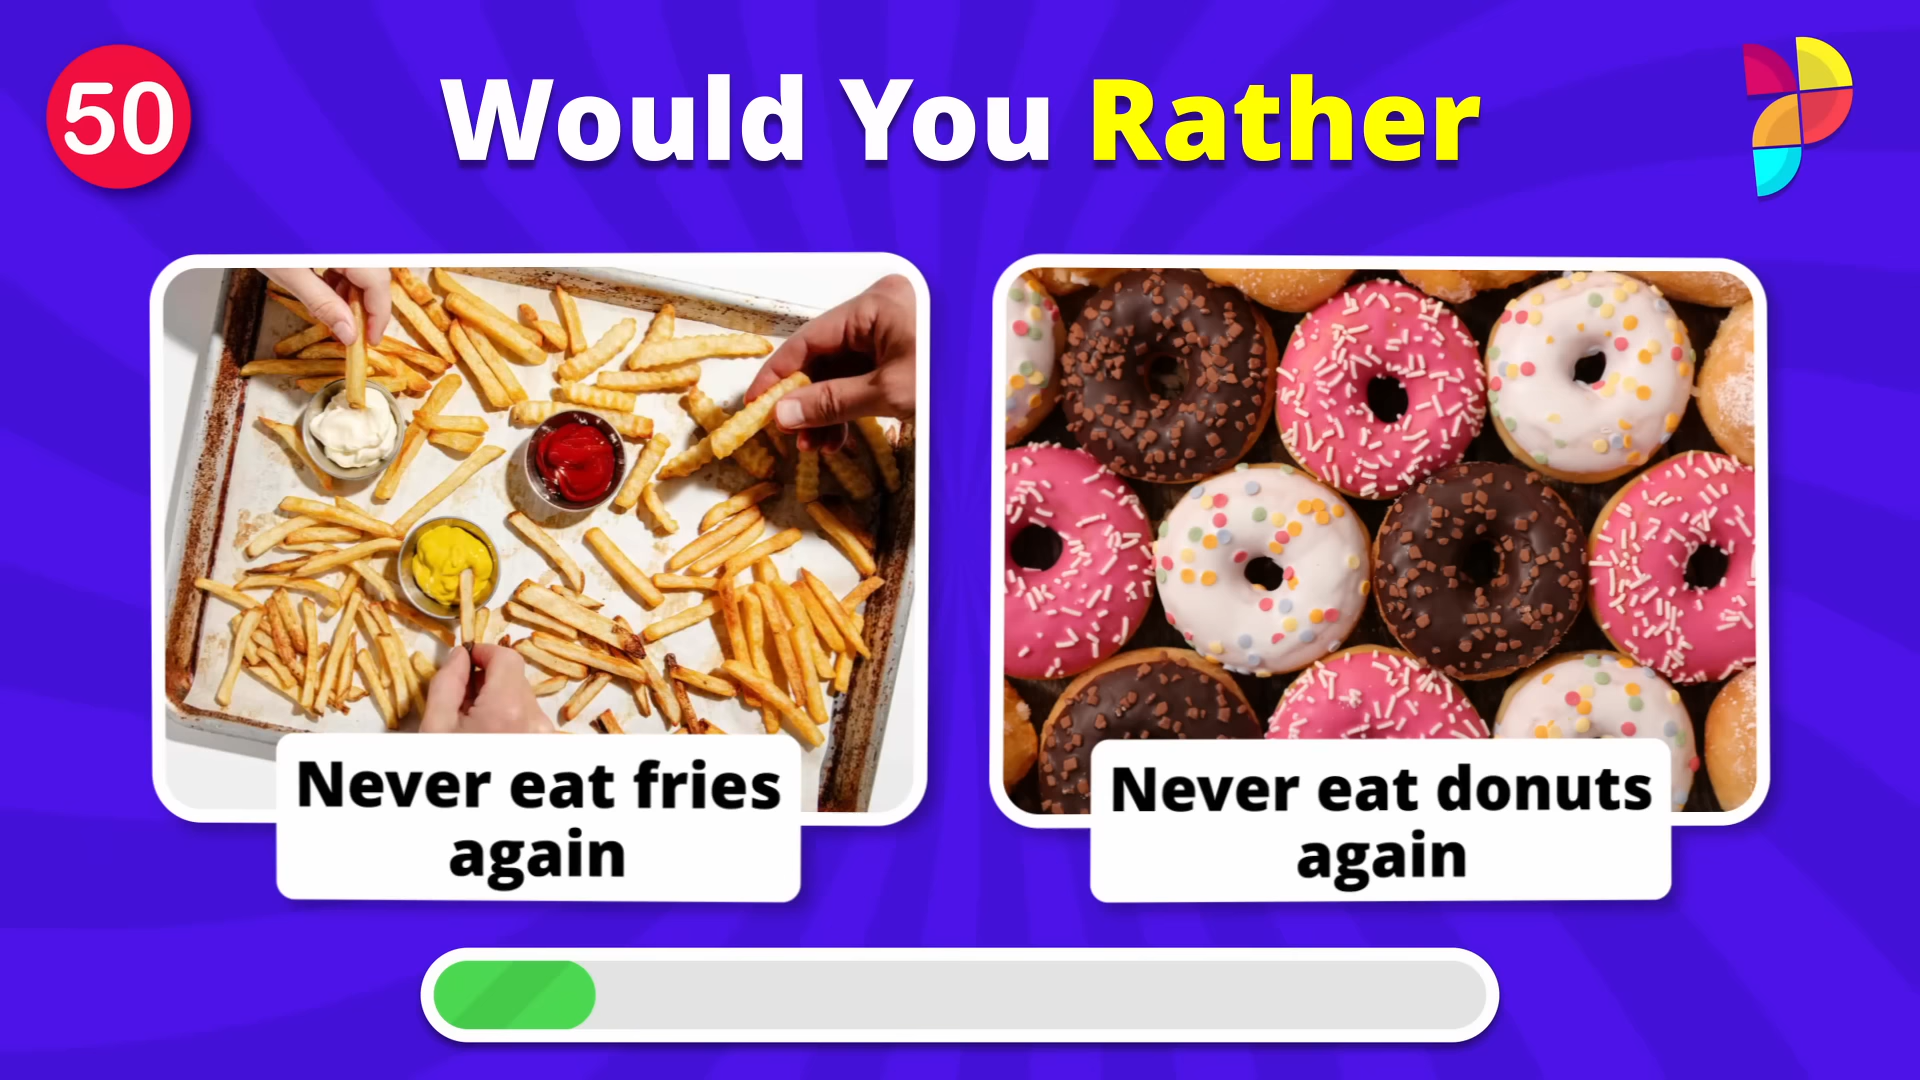 50
Would You Rather
Never eat fries
again
Never eat donuts
again